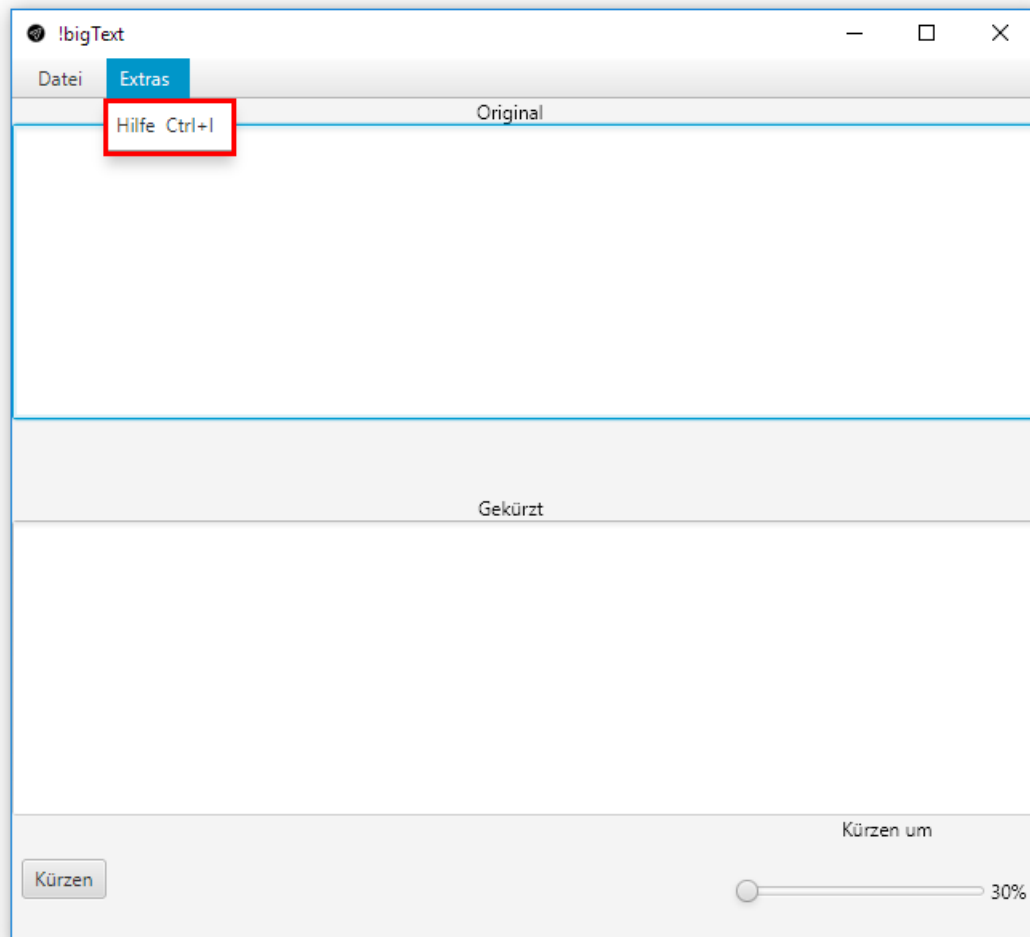 !bigText
Datei Extras
Hilfe Ctrl+I
Original
Gekürzt
Kürzen um
Kürzen
30%